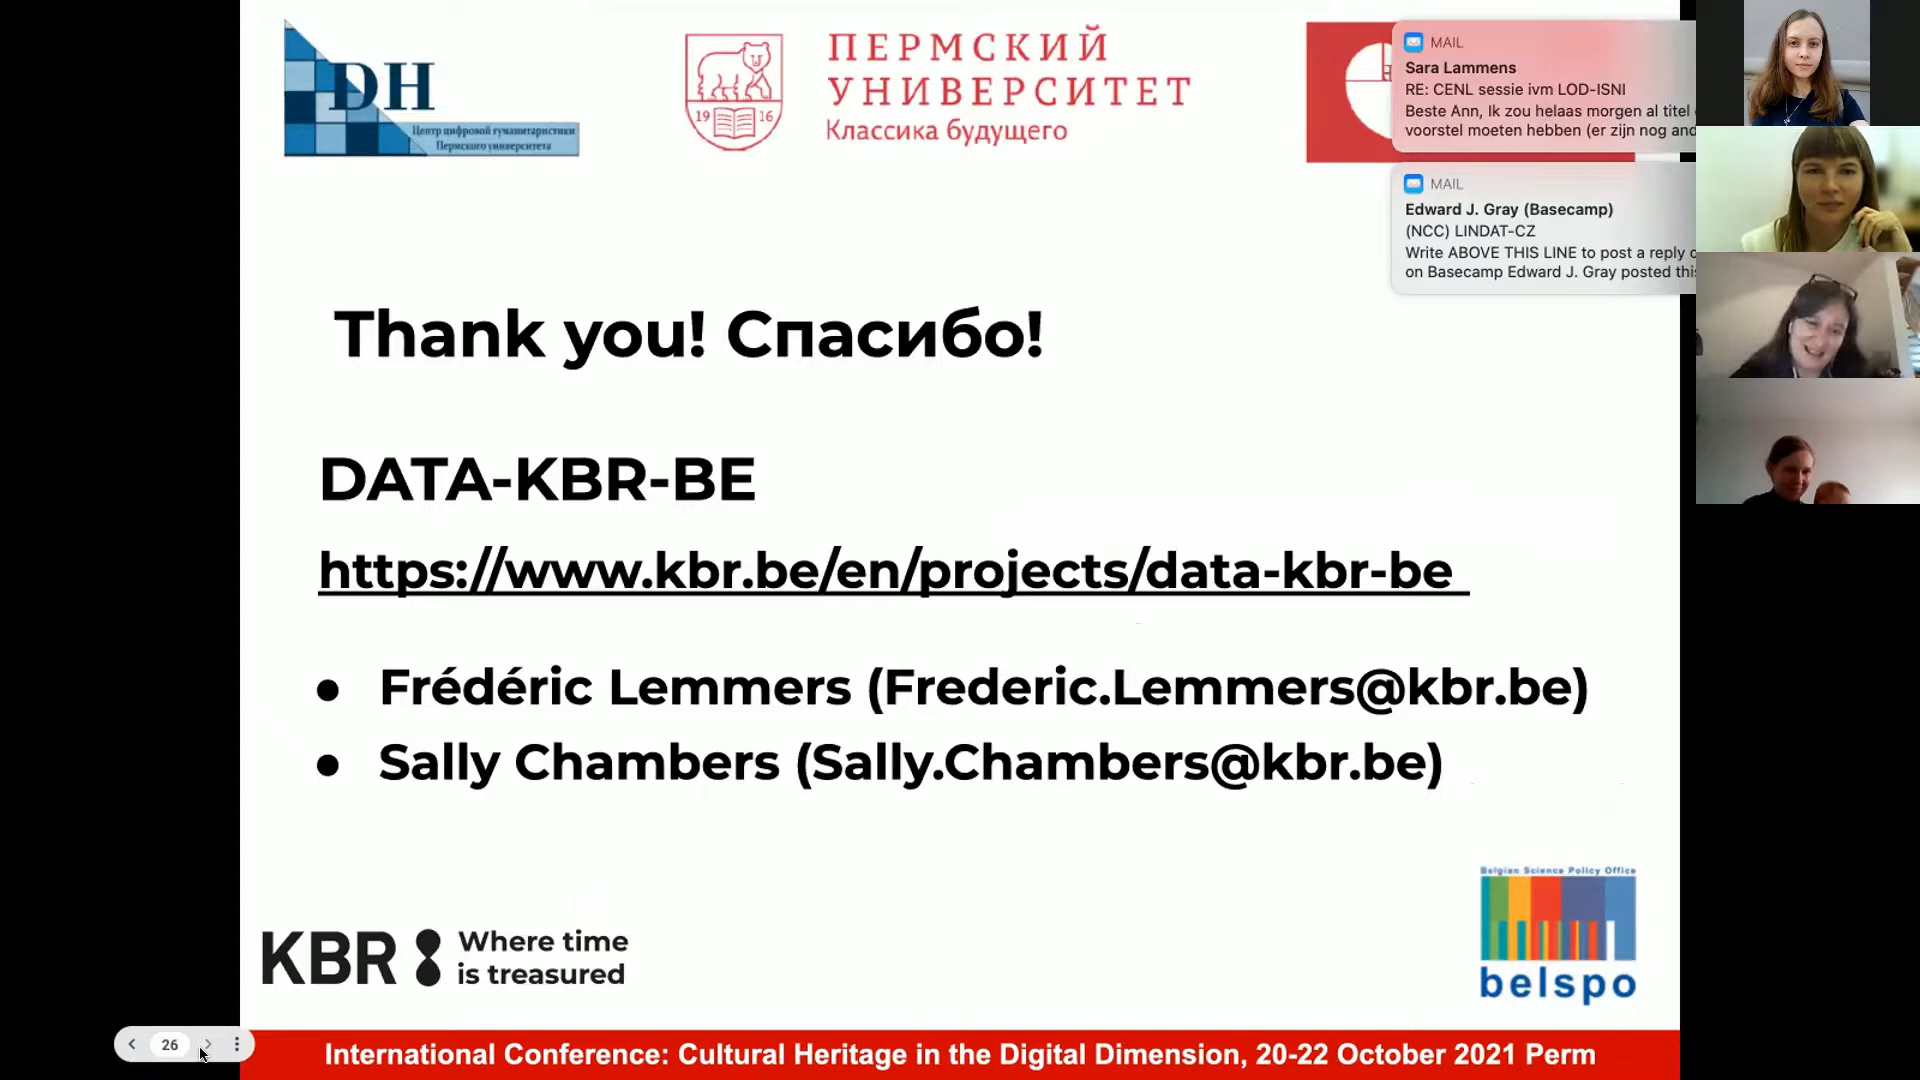 DH
Центр цифровой гуманитаристики
Пермского университета
19 16
ПЕРМСКИЙ
УНИВЕРСИТЕТ
Классика будущего
MAIL
Sara Lammens
RE: CENL sessie ivm LOD-ISNI
Beste Ann, Ik zou helaas morgen al titel
voorstel moeten hebben (er zijn nog
MAIL
Edward J. Gray (Basecamp)
(NCC) LINDAT-CZ
Write ABOVE THIS LINE to post a reply
on Basecamp Edward J. Gray posted
Thank you! Спасибо!
DATA-KBR-BE
https://www.kbr.be/en/projects/data-kbr-be
• Frédéric Lemmers (Frederic.Lemmers@kbr.be)
• Sally Chambers (Sally.Chambers@kbr.be)
KBR
Where time
is treasured
Belgian Science Policy Office
belspo
26
International Conference: Cultural Heritage in the Digital Dimension, 20-22 October 2021 Perm